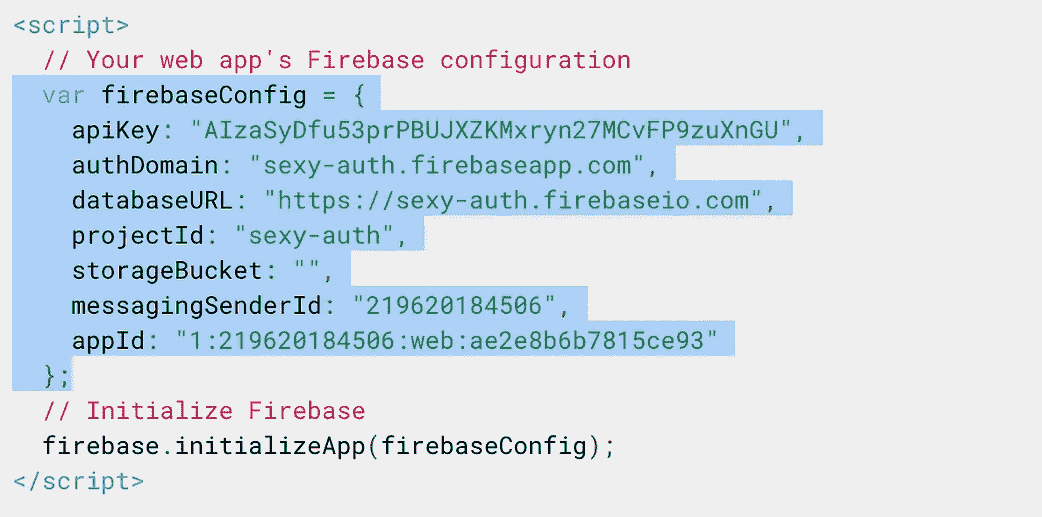 <script>
// Your web app's Firebase configuration
var firebaseConfig = {
apiKey: "AIzaSyDfu53prPBUJXZKMxryn27MCvFP9zuXnGU",
authDomain: "sexy-auth.firebaseapp.com",
databaseURL: "https://sexy-auth.firebaseio.com",
projectId: "sexy-auth",
storageBucket: "",
messagingSenderId: "219620184506",
appId: "1:219620184506:web:ae2e8b6b7815ce93"
};
// Initialize Firebase
firebase.initializeApp(firebaseConfig);
</script>